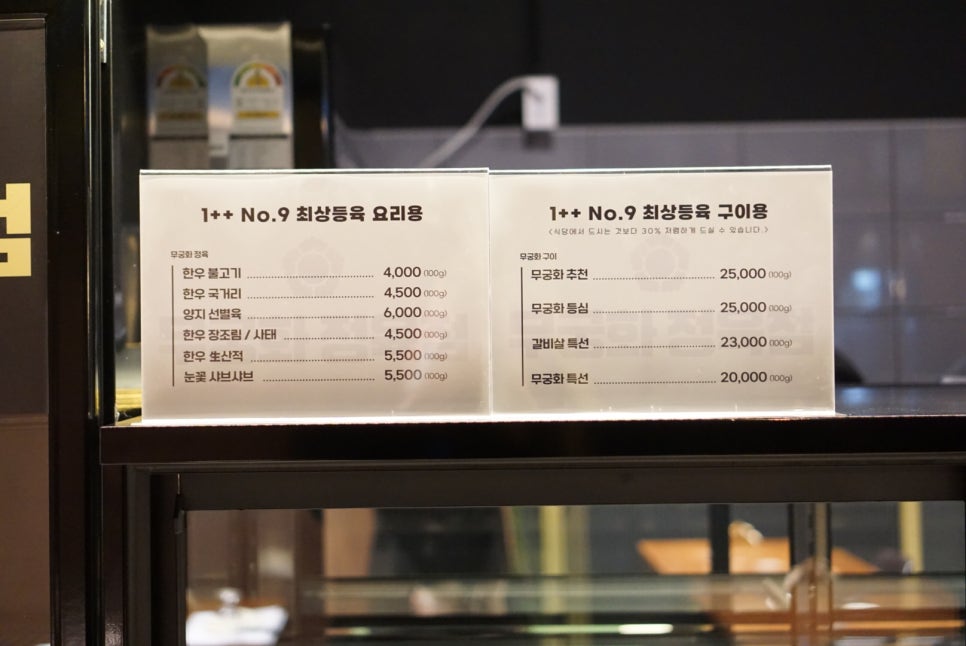 1++ No.9 최상등육 요리용
무궁화 정육
한우 불고기 4,000 (100g)
한우 국거리 4,500 (100g)
양지 선별육 6,000 (100g)
한우 장조림 / 사태 4,500 (100g)
한우 生산적 5,500 (100g)
눈꽃 샤브샤브 5,500 (100g)
1++ No.9 최상등육 구이용
<식당에서 드시는 것보다 30% 저렴하게 드실 수 있습니다.>
무궁화 구이
무궁화 추천 25,000 (100g)
무궁화 등심 25,000 (100g)
갈비살 특선 23,000 (100g)
무궁화 특선 20,000 (100g)